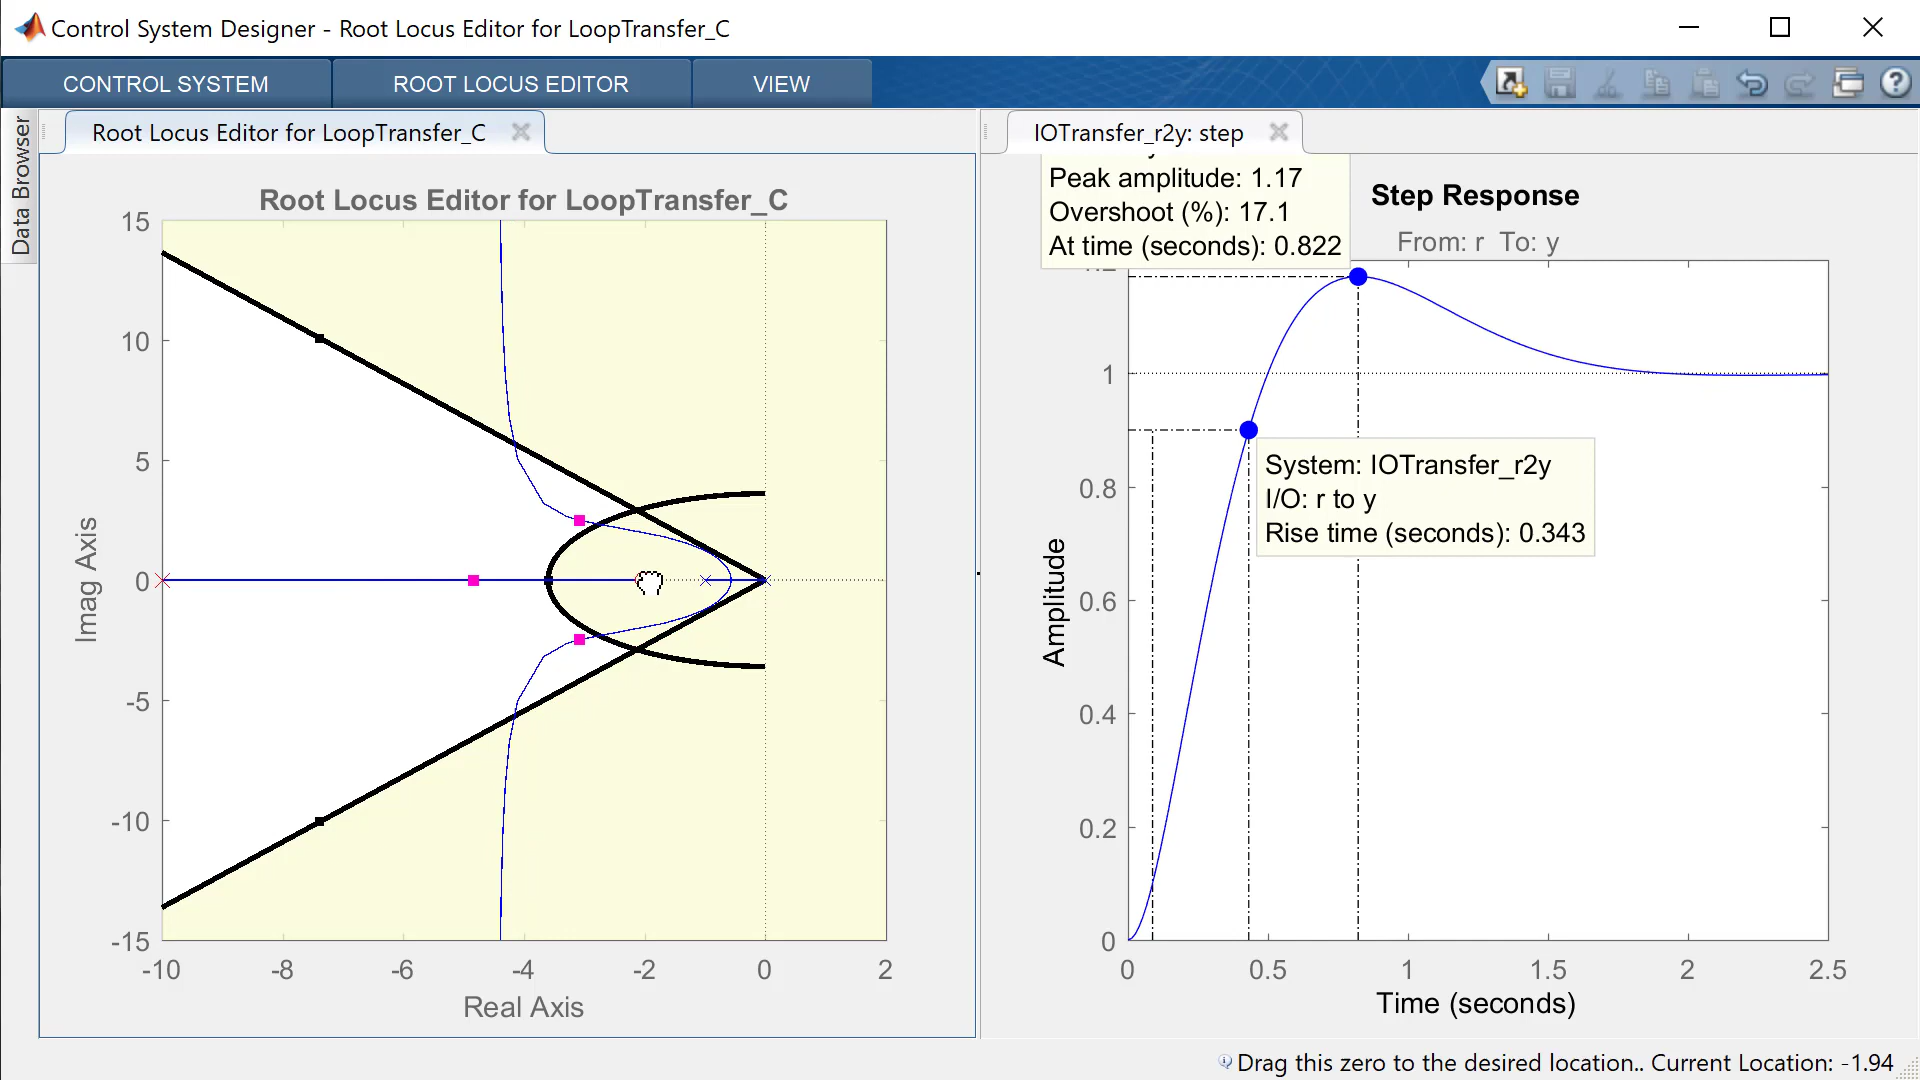 Control System Designer - Root Locus Editor for LoopTransfer_C
CONTROL SYSTEM
ROOT LOCUS EDITOR
VIEW
Data Browser
Root Locus Editor for LoopTransfer_C
Root Locus Editor for LoopTransfer_C
15
10
5
0
-5
-10
-15
Imag Axis
-10
-8
-6
-4
-2
0
2
Real Axis
IOTransfer_r2y: step
Peak amplitude: 1.17
Overshoot (%): 17.1
At time (seconds): 0.822
Step Response
From: r To: y
1
0.8
0.6
0.4
0.2
0
Amplitude
System: IOTransfer_r2y
I/O: r to y
Rise time (seconds): 0.343
0
0.5
1
1.5
2
2.5
Time (seconds)
Drag this zero to the desired location.. Current Location: -1.94